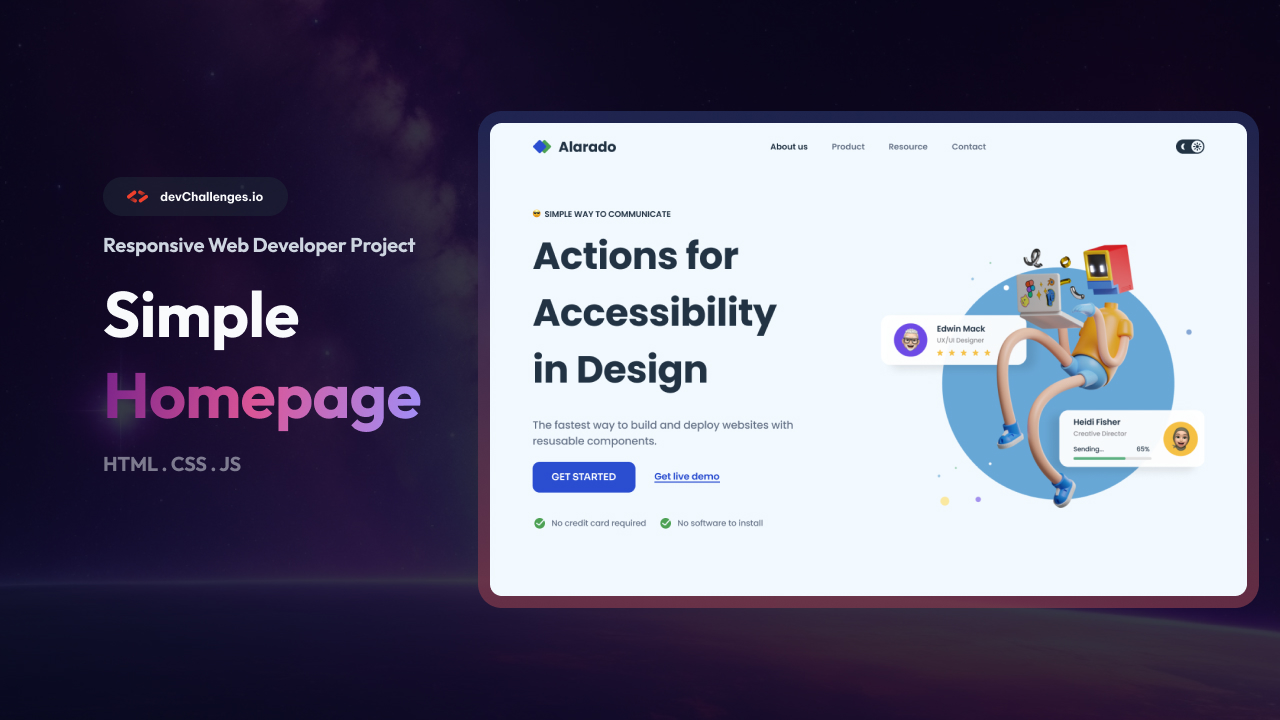 devChallenges.io
Responsive Web Developer Project
Simple
Homepage
HTML . CSS . JS
Alarado
About us
Product
Resource
Contact
SIMPLE WAY TO COMMUNICATE
Actions for
Accessibility
in Design
The fastest way to build and deploy websites with
resusable components.
GET STARTED
Get live demo
No credit card required
No software to install
Edwin Mack
UX/UI Designer
Heidi Fisher
Creative Director
Sending...
65%